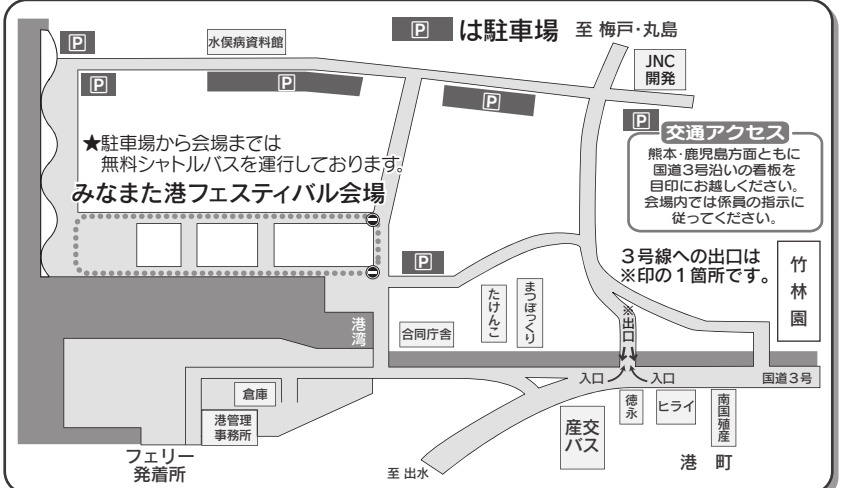 P は駐車場
至 梅戸・丸島
P
水俣病資料館
JNC
開発
P
P
P
P
交通アクセス
熊本・鹿児島方面ともに
国道3号沿いの看板を
目印にお越しください。
会場内では係員の指示に
従ってください。
★駐車場から会場までは
無料シャトルバスを運行しております。
みなまた港フェスティバル会場
P
3号線への出口は
※印の1箇所です。
竹林園
たけんこ
まつぼっくり
※出口
港湾
合同庁舎
入口
入口
国道3号
倉庫
港管理
事務所
徳永
ヒライ
南国殖産
産交
バス
フェリー
発着所
至 出水
港 町